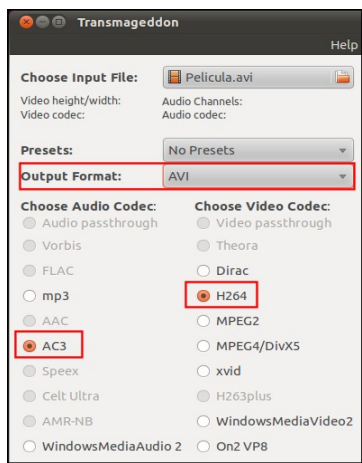 Transmageddon
Help
Choose Input File: Pelicula.avi
Video height/width: Audio Channels:
Video codec: Audio codec:
Presets: No Presets
Output Format: AVI
Choose Audio Codec: Choose Video Codec:
Audio passthrough Video passthrough
Vorbis Theora
FLAC Dirac
mp3 H264
AAC MPEG2
AC3 MPEG4/DivX5
Speex xvid
Celt Ultra H263plus
AMR-NB WindowsMediaVideo2
WindowsMediaAudio 2 On2 VP8